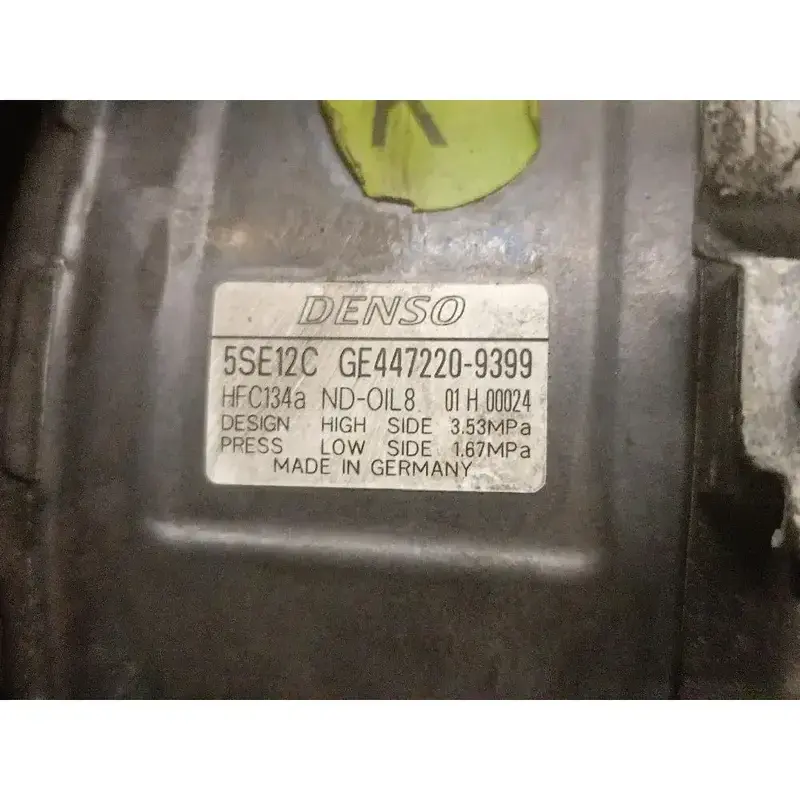 K
DENSO
5SE12C GE447220-9399
HFC134a ND-OIL8 01 H 00024
DESIGN HIGH SIDE 3.53MPa
PRESS LOW SIDE 1.67MPa
MADE IN GERMANY